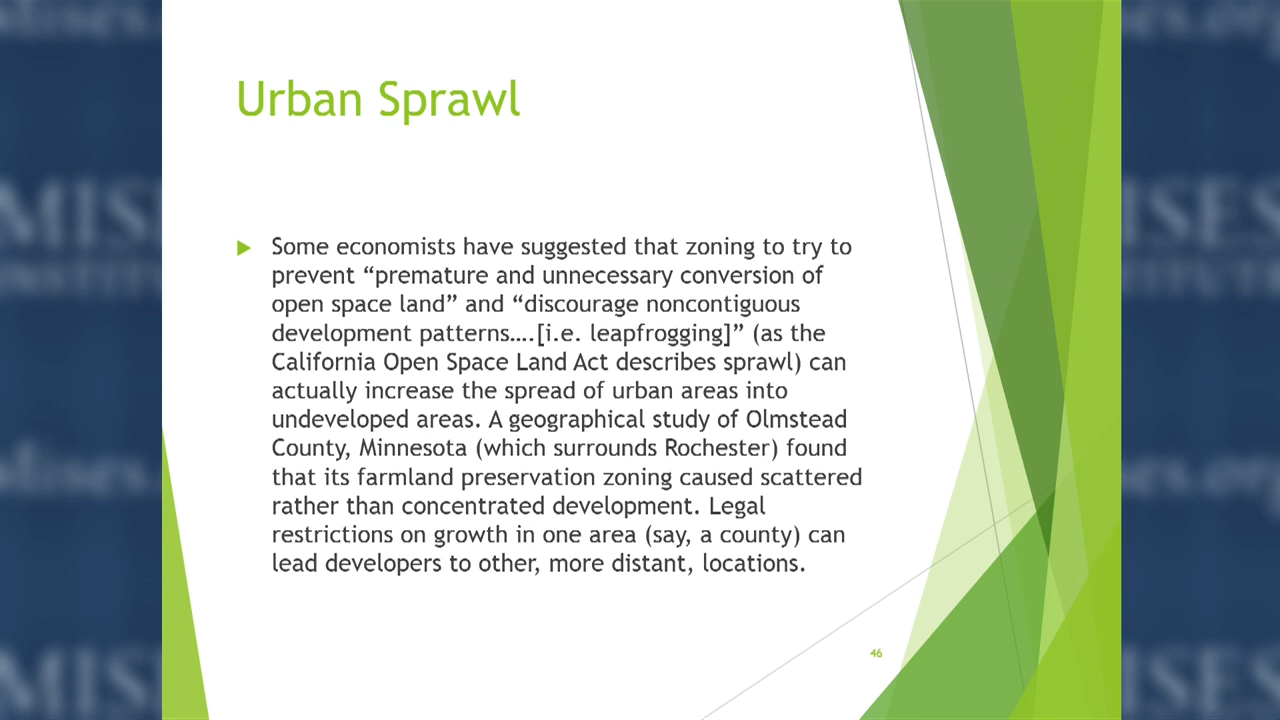 Urban Sprawl
Some economists have suggested that zoning to try to
prevent “premature and unnecessary conversion of
open space land” and “discourage noncontiguous
development patterns….[i.e. leapfrogging]” (as the
California Open Space Land Act describes sprawl) can
actually increase the spread of urban areas into
undeveloped areas. A geographical study of Olmstead
County, Minnesota (which surrounds Rochester) found
that its farmland preservation zoning caused scattered
rather than concentrated development. Legal
restrictions on growth in one area (say, a county) can
lead developers to other, more distant, locations.
46